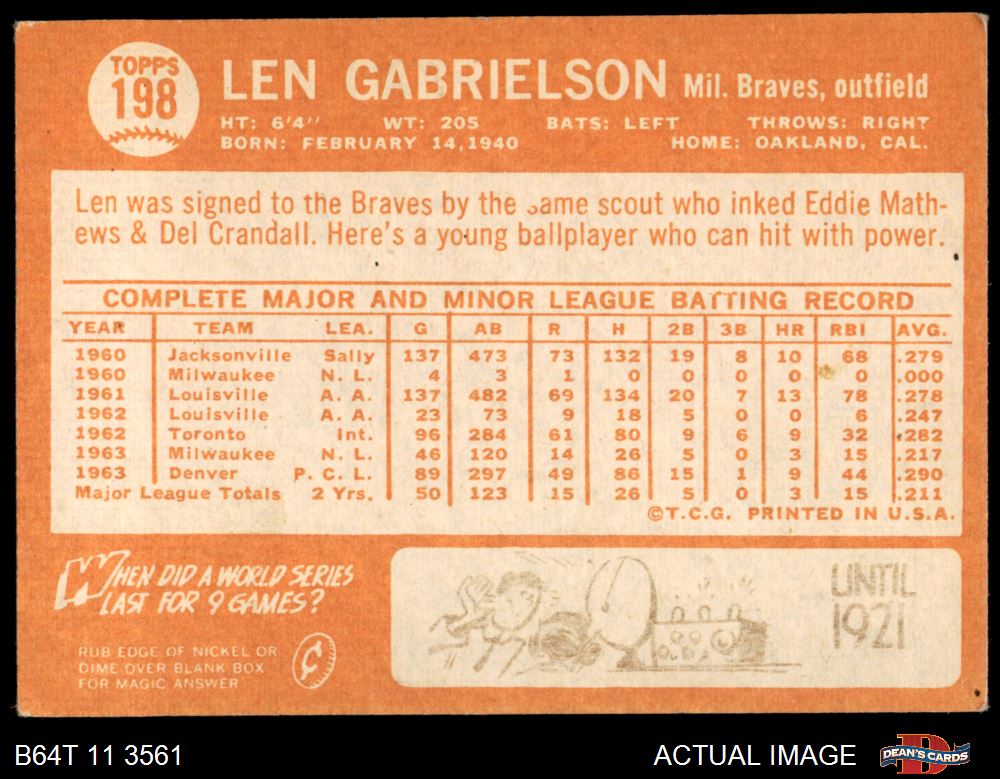 TOPPS
198
LEN GABRIELSON Mil. Braves, outfield
HT: 6'4" WT: 205 BATS: LEFT THROWS: RIGHT
BORN: FEBRUARY 14, 1940 HOME: OAKLAND, CAL.
Len was signed to the Braves by the same scout who inked Eddie Math-
ews & Del Crandall. Here's a young ballplayer who can hit with power.
COMPLETE MAJOR AND MINOR LEAGUE BATTING RECORD
YEAR TEAM LEA. G AB R H 2B 3B HR RBI AVG.
1960 Jacksonville Sally 137 473 73 132 19 8 10 68 .279
1960 Milwaukee N. L. 4 3 1 0 0 0 0 0 .000
1961 Louisville A. A. 137 482 69 134 20 7 13 78 .278
1962 Louisville A. A. 23 73 9 18 5 0 0 6 .247
1962 Toronto Int. 96 284 61 80 9 6 9 32 .282
1963 Milwaukee N. L. 46 120 14 26 5 0 3 15 .217
1963 Denver P. C. L. 89 297 49 86 15 1 9 44 .290
Major League Totals 2 Yrs. 50 123 15 26 5 0 3 15 .211
©T.C.G. PRINTED IN U.S.A.
WHEN DID A WORLD SERIES
LAST FOR 9 GAMES?
RUB EDGE OF NICKEL OR
DIME OVER BLANK BOX
FOR MAGIC ANSWER
UNTIL
1921
B64T 11 3561 ACTUAL IMAGE DEAN'S CARDS